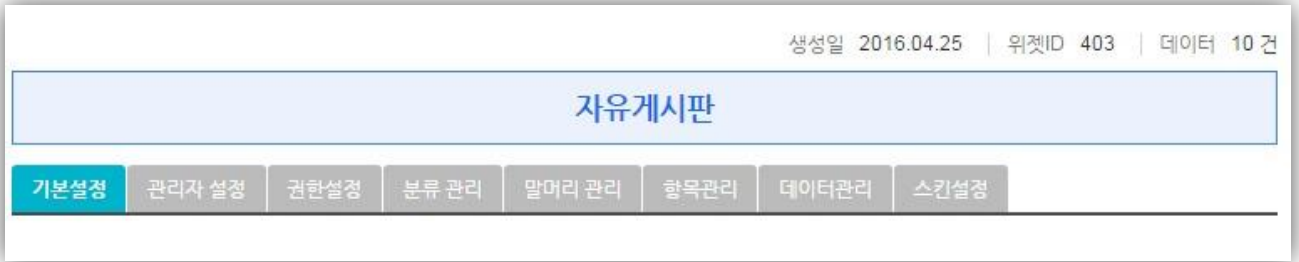 생성일 2016.04.25 | 위젯ID 403 | 데이터 10 건
자유게시판
기본설정 관리자 설정 권한설정 분류 관리 말머리 관리 항목관리 데이터관리 스킨설정